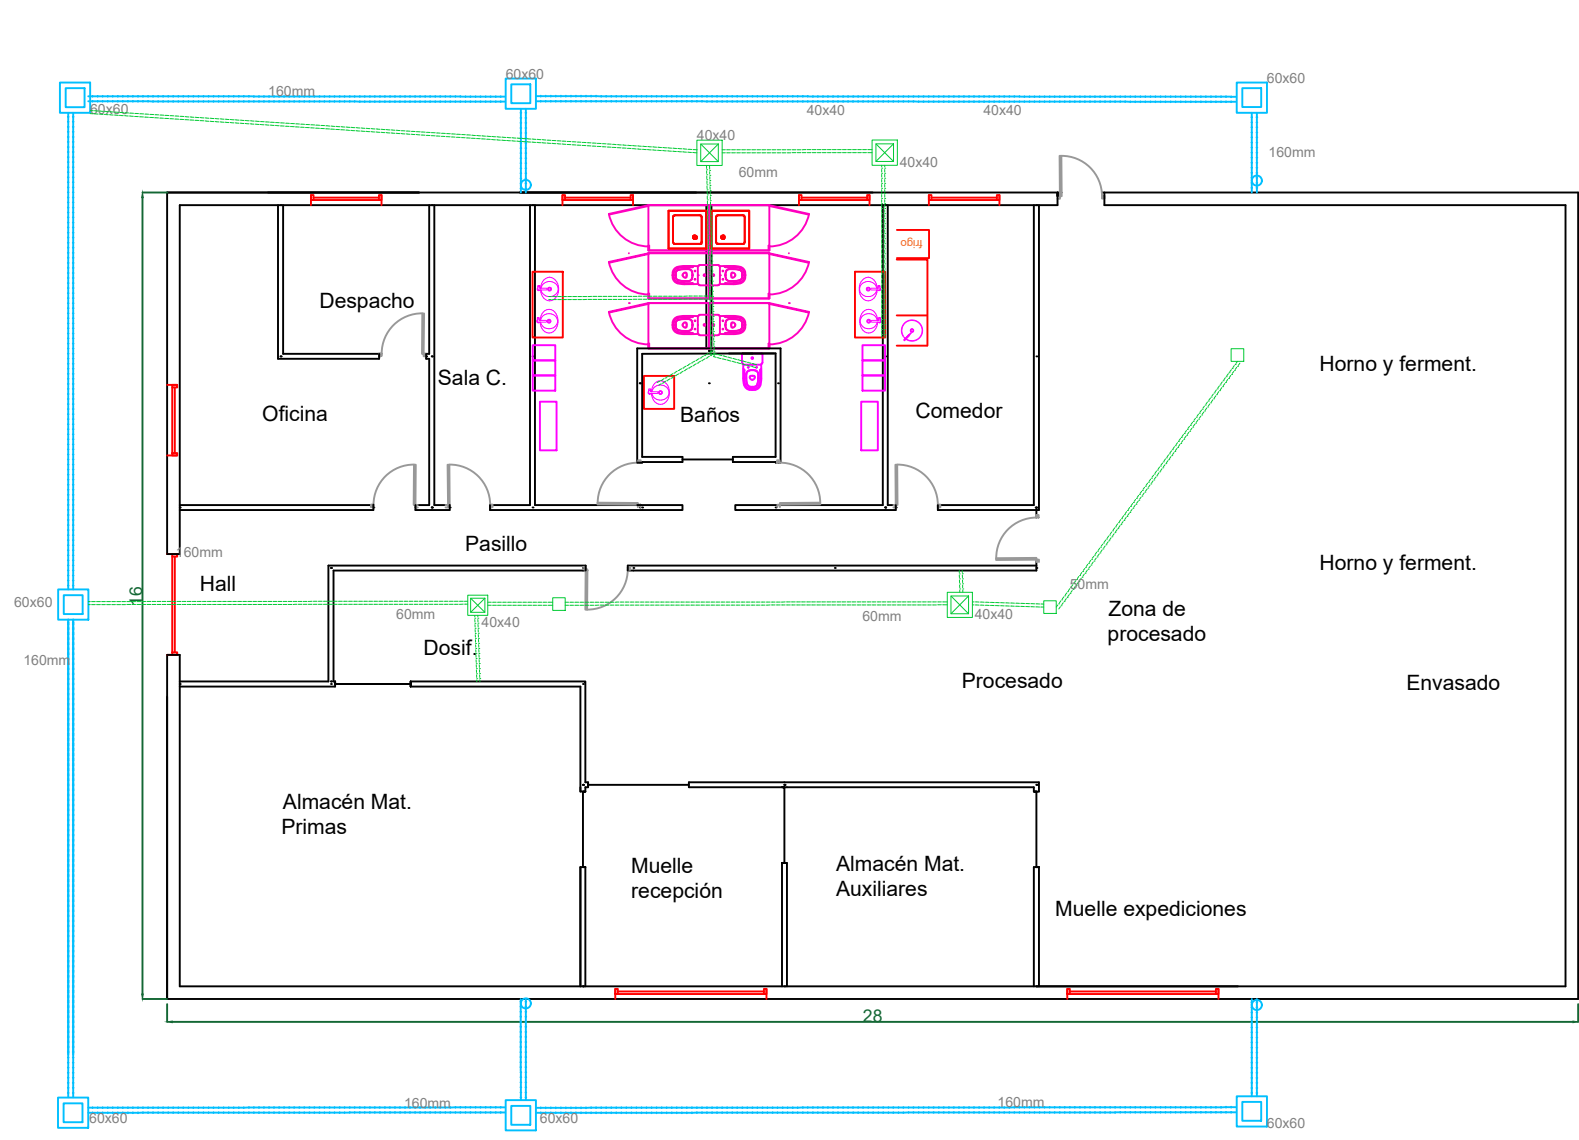 60x60
60x60
160mm
60x60
40x40
40x40
40x40
160mm
40x40
60mm
frigo
Despacho
Horno y ferment.
Sala C.
Oficina
Baños
Comedor
Pasillo
160mm
Horno y ferment.
Hall
50mm
16
60x60
60mm
40x40
60mm
40x40
Zona de
procesado
Dosif.
160mm
Procesado
Envasado
Almacén Mat.
Primas
Muelle
recepción
Almacén Mat.
Auxiliares
Muelle expediciones
28
160mm
160mm
60x60
60x60
60x60